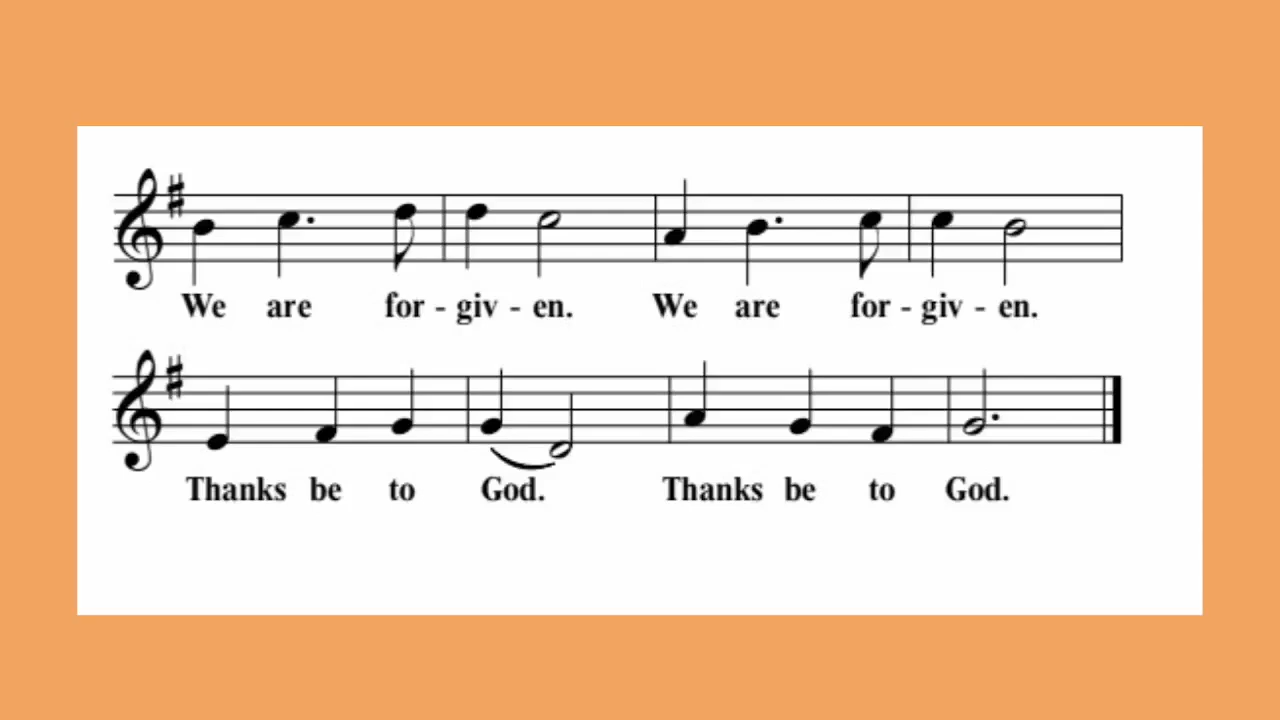 We are for - giv - en. We are for - giv - en.
Thanks be to God. Thanks be to God.